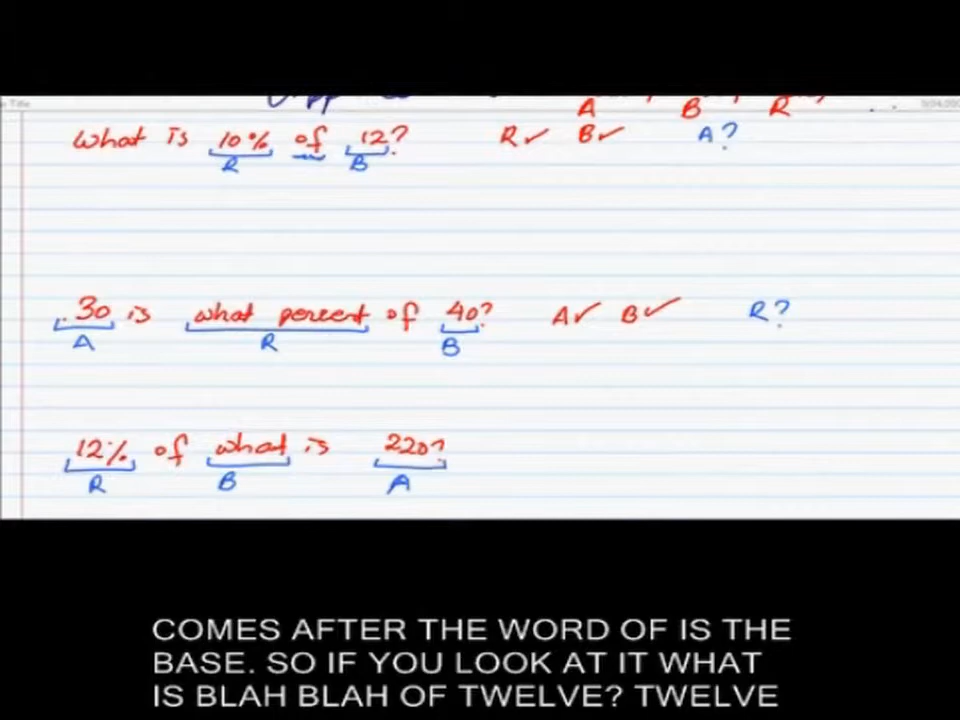 Title
A B R
What is 10% of 12? R✓ B✓ A?
R B
30 is what percent of 40? A✓ B✓ R?
A R B
12% of what is 220?
R B A
COMES AFTER THE WORD OF IS THE
BASE. SO IF YOU LOOK AT IT WHAT
IS BLAH BLAH OF TWELVE? TWELVE